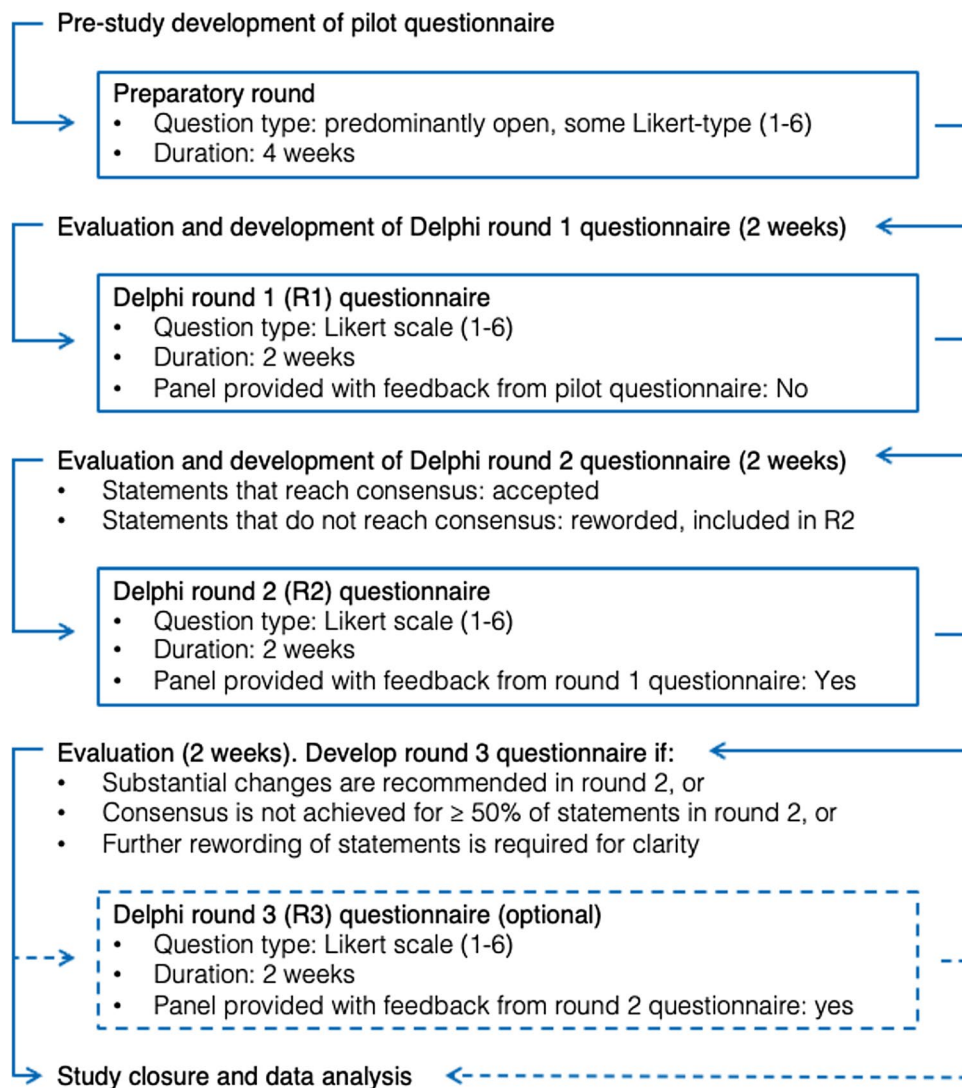 Pre-study development of pilot questionnaire
Preparatory round
• Question type: predominantly open, some Likert-type (1-6)
• Duration: 4 weeks
Evaluation and development of Delphi round 1 questionnaire (2 weeks)
Delphi round 1 (R1) questionnaire
• Question type: Likert scale (1-6)
• Duration: 2 weeks
• Panel provided with feedback from pilot questionnaire: No
Evaluation and development of Delphi round 2 questionnaire (2 weeks)
• Statements that reach consensus: accepted
• Statements that do not reach consensus: reworded, included in R2
Delphi round 2 (R2) questionnaire
• Question type: Likert scale (1-6)
• Duration: 2 weeks
• Panel provided with feedback from round 1 questionnaire: Yes
Evaluation (2 weeks). Develop round 3 questionnaire if:
• Substantial changes are recommended in round 2, or
• Consensus is not achieved for ≥ 50% of statements in round 2, or
• Further rewording of statements is required for clarity
Delphi round 3 (R3) questionnaire (optional)
• Question type: Likert scale (1-6)
• Duration: 2 weeks
• Panel provided with feedback from round 2 questionnaire: yes
Study closure and data analysis